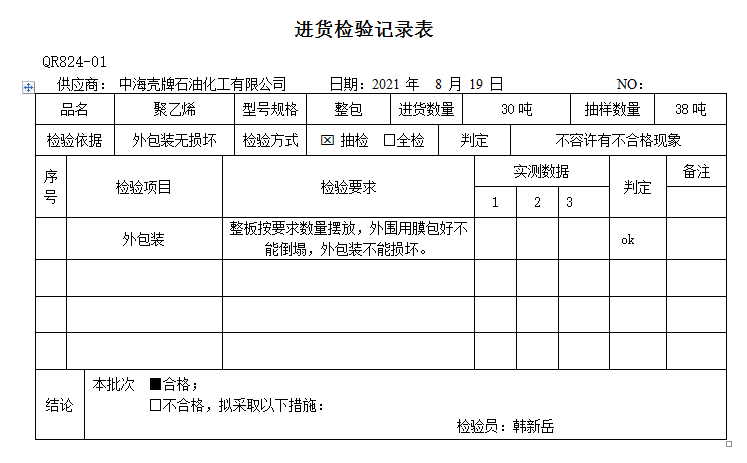 进货检验记录表
QR824-01
供应商： 中海壳牌石油化工有限公司 日期：2021 年 8 月 19 日 NO：
品名 聚乙烯 型号规格 整包 进货数量 30 吨 抽样数量 38 吨
检验依据 外包装无损坏 检验方式 ☒ 抽检 ☐全检 判定 不容许有不合格现象
序号 检验项目 检验要求 实测数据 判定 备注
1 2 3
外包装 整板按要求数量摆放，外围用膜包好不 ok
能倒塌，外包装不能损坏。
结论 本批次 ■合格；
☐不合格，拟采取以下措施：
检验员：韩新岳